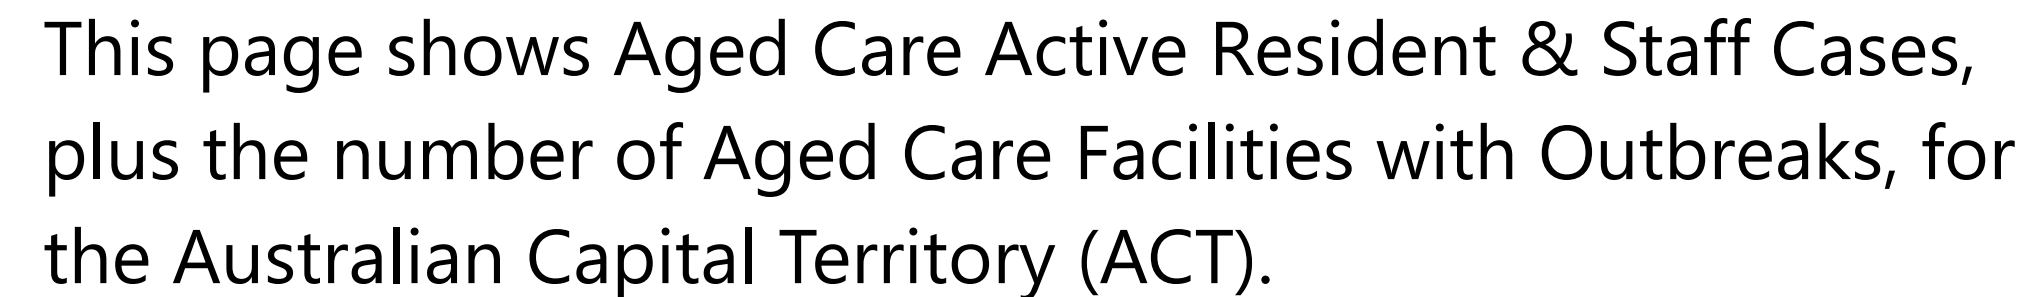 This page shows Aged Care Active Resident & Staff Cases,
plus the number of Aged Care Facilities with Outbreaks, for
the Australian Capital Territory (ACT).